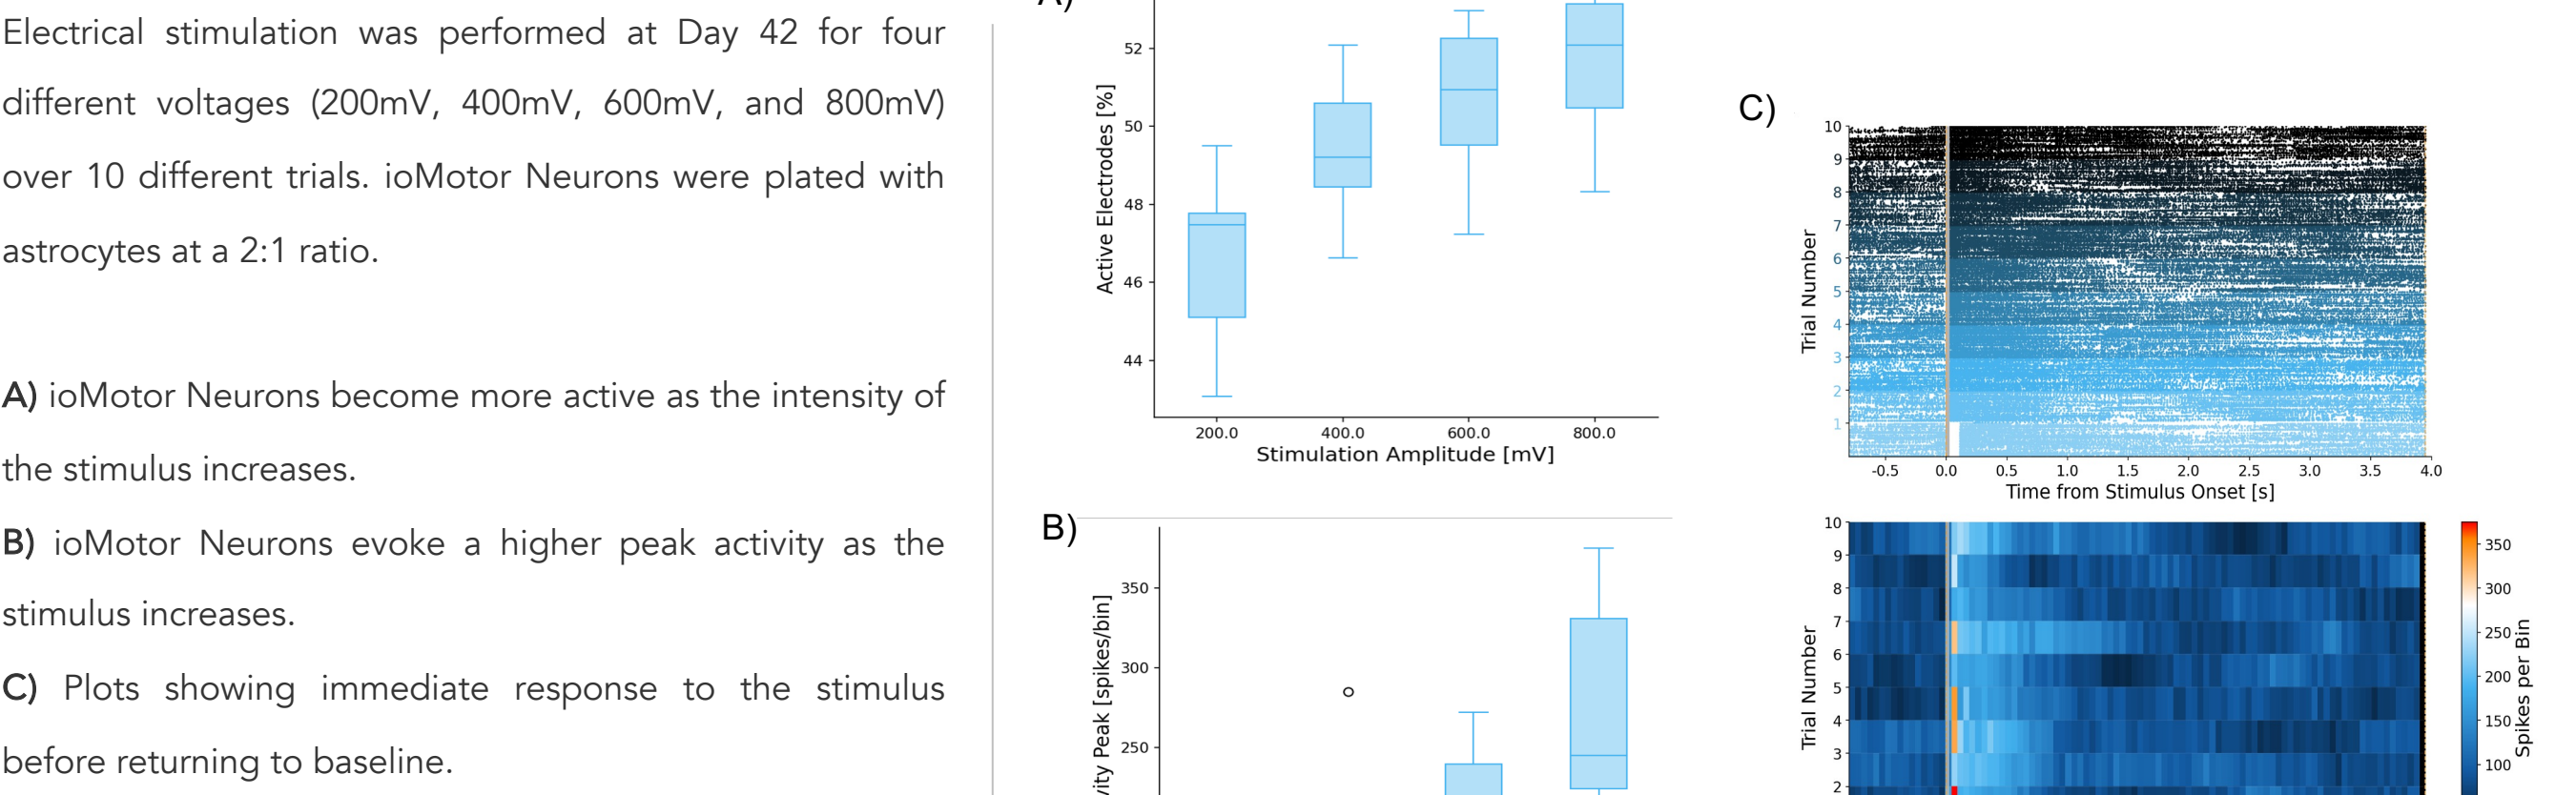 Electrical stimulation was performed at Day 42 for four
different voltages (200mV, 400mV, 600mV, and 800mV)
over 10 different trials. ioMotor Neurons were plated with
astrocytes at a 2:1 ratio.
A) ioMotor Neurons become more active as the intensity of
the stimulus increases.
B) ioMotor Neurons evoke a higher peak activity as the
stimulus increases.
C) Plots showing immediate response to the stimulus
before returning to baseline.
A)
Active Electrodes [%]
52
50
48
46
44
200.0 400.0 600.0 800.0
Stimulation Amplitude [mV]
B)
vity Peak [spikes/bin]
350
300
250
C)
Trial Number
10
9
8
7
6
5
4
3
2
1
-0.5 0.0 0.5 1.0 1.5 2.0 2.5 3.0 3.5 4.0
Time from Stimulus Onset [s]
Trial Number
10
9
8
7
6
5
4
3
2
350
300
250
200
150
100
Spikes per Bin